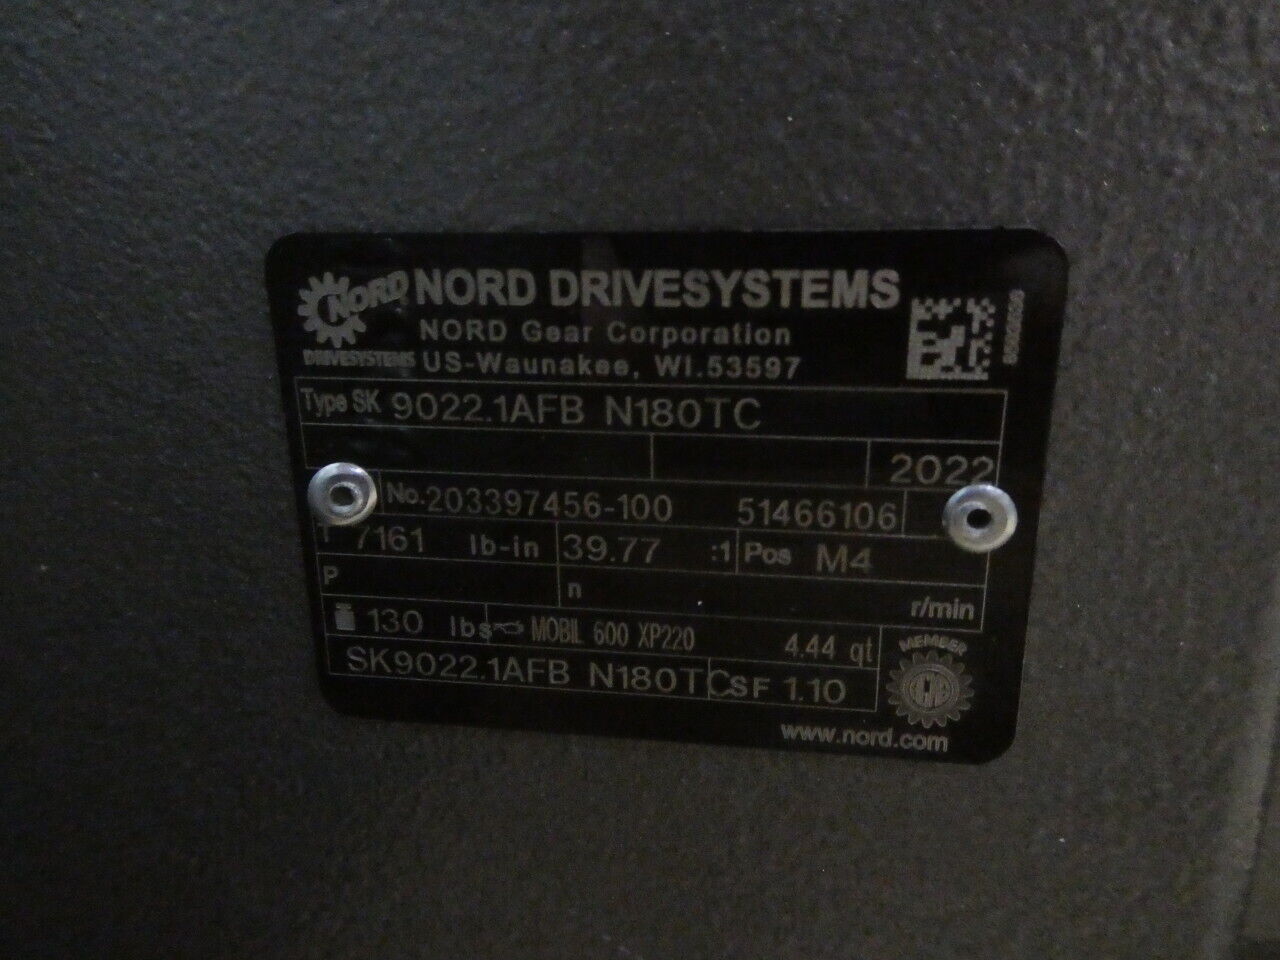 NORD NORD DRIVESYSTEMS
NORD Gear Corporation
DRIVESYSTEMS US-Waunakee, WI.53597
Type SK 9022.1AFB N180TC
2022
No.203397456-100 51466106
T 7161 lb-in 39.77 :1 Pos M4
P n r/min
130 lbs MOBIL 600 XP220 4.44 qt
SK9022.1AFB N180TC SF 1.10
MEMBER
www.nord.com